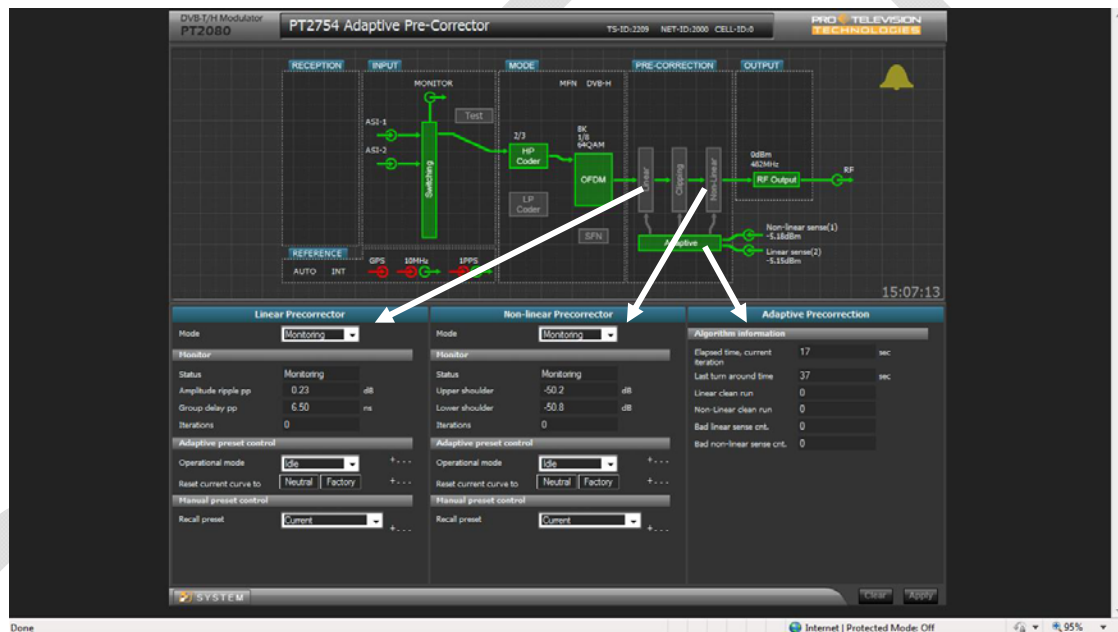 DVB-T/H Modulator
PT2080
PT2754 Adaptive Pre-Corrector
TS-ID:2209 NET-ID:2000 CELL-ID:0
PRO TELEVISION
TECHNOLOGIES
RECEPTION
INPUT
MODE
PRE-CORRECTION
OUTPUT
MONITOR
MFN DVB-H
Test
ASI-1
ASI-2
Switching
2/3
HP
Coder
LP
Coder
8K
1/8
64QAM
OFDM
SFN
Linear
Clipping
Non-Linear
Adaptive
0dBm
482MHz
RF Output
RF
Non-linear sense(1)
-5.18dBm
Linear sense(2)
-5.15dBm
REFERENCE
AUTO INT
GPS 10MHz 1PPS
15:07:13
Linear Precorrector
Mode Monitoring
Monitor
Status Monitoring
Amplitude ripple pp 0.23 dB
Group delay pp 6.50 ns
Iterations 0
Adaptive preset control
Operational mode Idle +...
Reset current curve to Neutral Factory +...
Manual preset control
Recall preset Current +...
Non-linear Precorrector
Mode Monitoring
Monitor
Status Monitoring
Upper shoulder -50.2 dB
Lower shoulder -50.8 dB
Iterations 0
Adaptive preset control
Operational mode Idle +...
Reset current curve to Neutral Factory +...
Manual preset control
Recall preset Current +...
Adaptive Precorrection
Algorithm information
Elapsed time, current 17 sec
iteration
Last turn around time 37 sec
Linear clean run 0
Non-Linear clean run 0
Bad linear sense cnt. 0
Bad non-linear sense cnt. 0
SYSTEM
Clear Apply
Done
Internet | Protected Mode: Off
95%